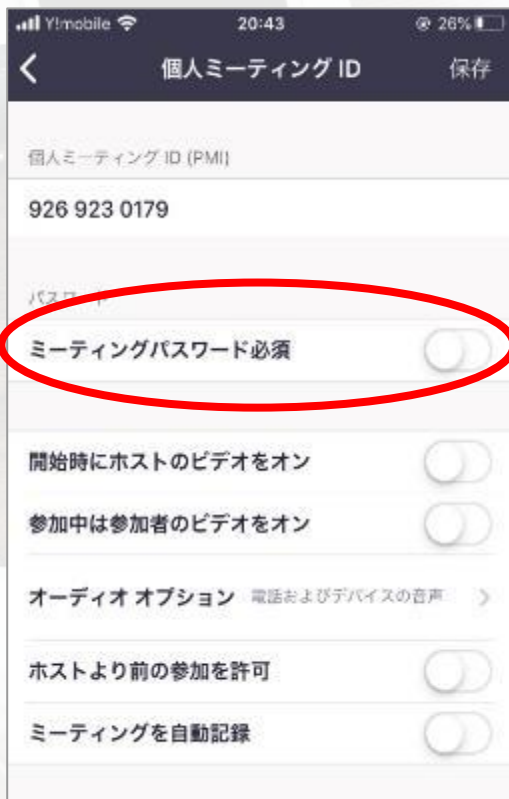 Y!mobile 20:43 26%
個人ミーティング ID 保存
個人ミーティング ID (PMI)
926 923 0179
パスワード
ミーティングパスワード必須
開始時にホストのビデオをオン
参加中は参加者のビデオをオン
オーディオ オプション 電話およびデバイスの音声
ホストより前の参加を許可
ミーティングを自動記録